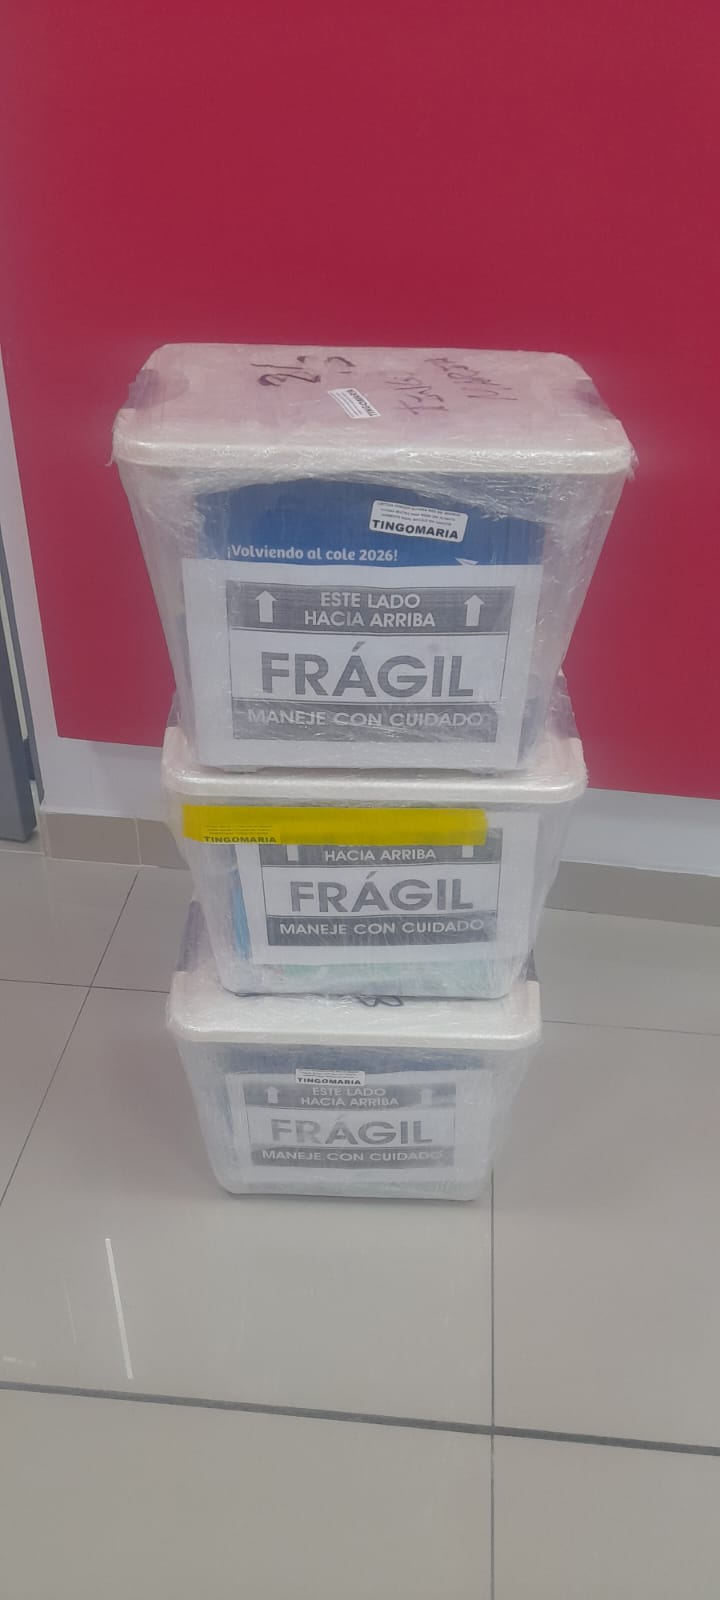 TINGOMARIA
TINGOMARIA
¡Volviendo al cole 2026!
ESTE LADO
HACIA ARRIBA
FRÁGIL
MANEJE CON CUIDADO
TINGOMARIA
HACIA ARRIBA
FRÁGIL
MANEJE CON CUIDADO
TINGOMARIA
ESTE LADO
HACIA ARRIBA
FRÁGIL
MANEJE CON CUIDADO